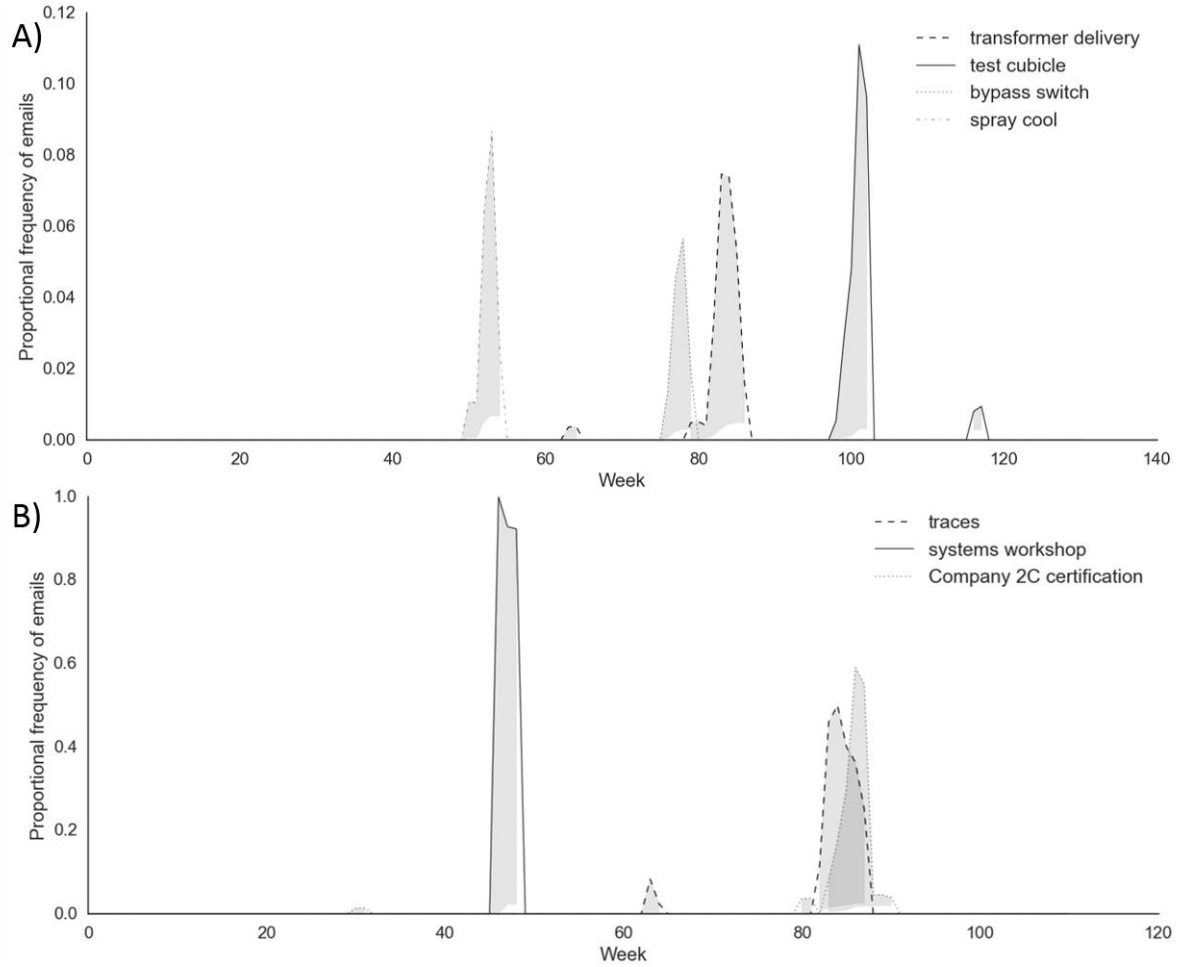 A)
Proportional frequency of emails
0.12
0.10
0.08
0.06
0.04
0.02
0.00
transformer delivery
test cubicle
bypass switch
spray cool
0 20 40 60 80 100 120 140
Week
B)
Proportional frequency of emails
1.0
0.8
0.6
0.4
0.2
0.0
traces
systems workshop
Company 2C certification
0 20 40 60 80 100 120
Week